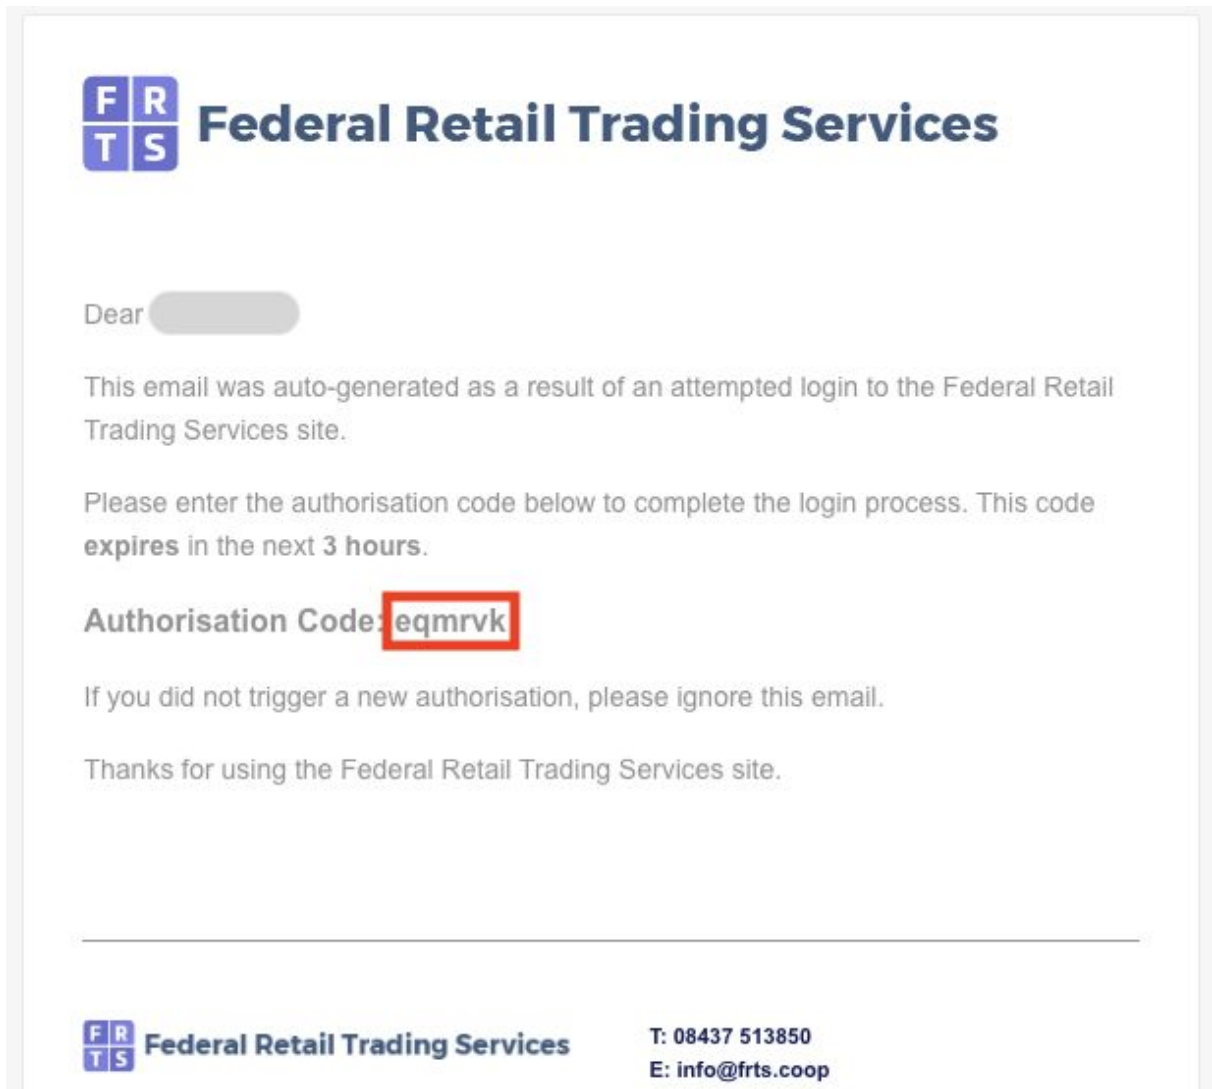 F R
T S
Federal Retail Trading Services
Dear
This email was auto-generated as a result of an attempted login to the Federal Retail
Trading Services site.
Please enter the authorisation code below to complete the login process. This code
expires in the next 3 hours.
Authorisation Code: eqmrvk
If you did not trigger a new authorisation, please ignore this email.
Thanks for using the Federal Retail Trading Services site.
F R
T S
Federal Retail Trading Services
T: 08437 513850
E: info@frts.coop